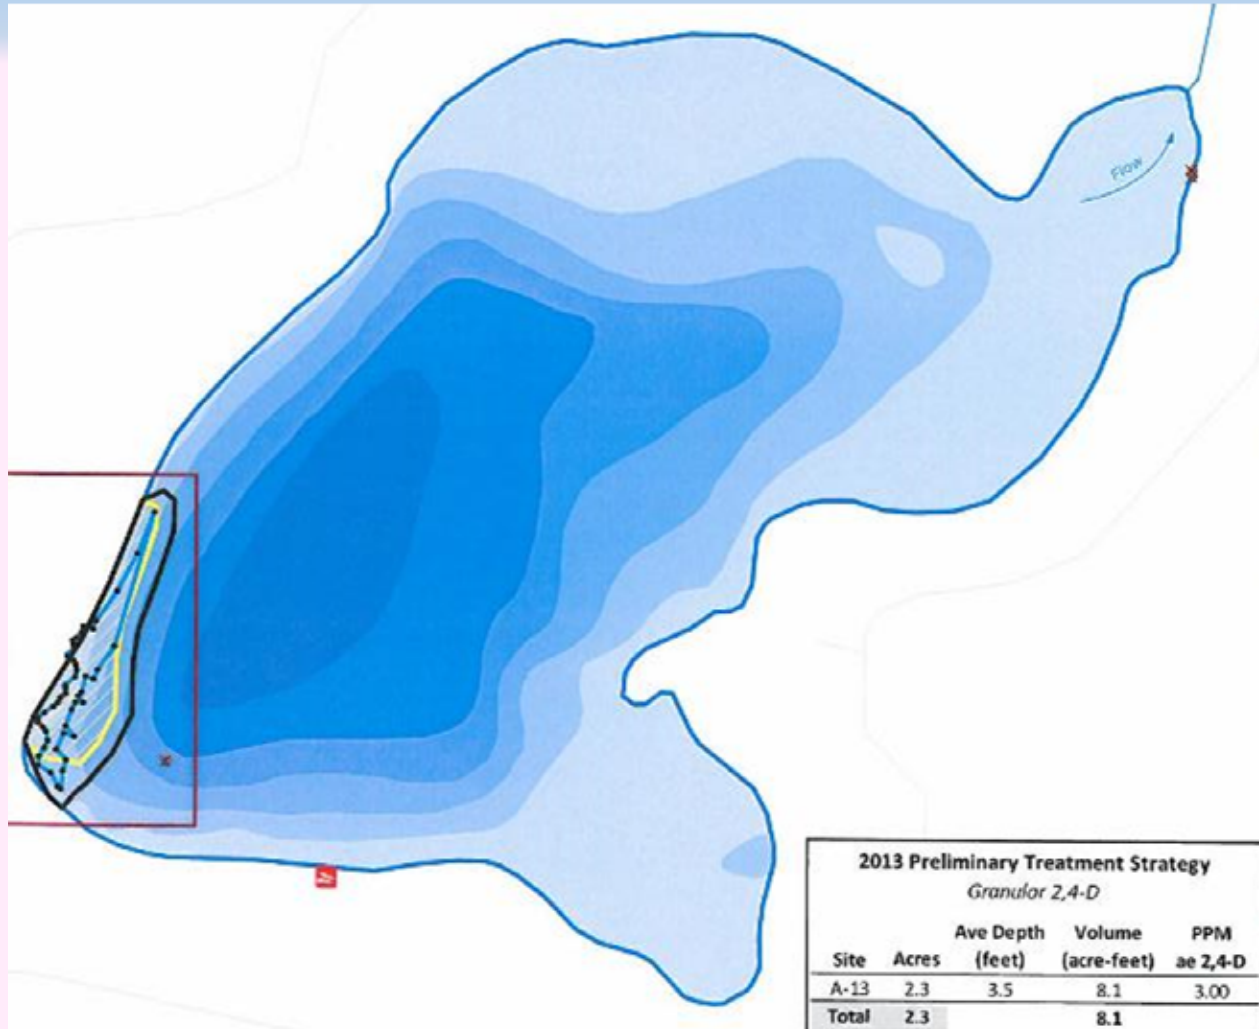 Flow
2013 Preliminary Treatment Strategy
Granular 2,4-D
Ave Depth Volume PPM
Site Acres (feet) (acre-feet) ae 2,4-D
A-13 2.3 3.5 8.1 3.00
Total 2.3 8.1